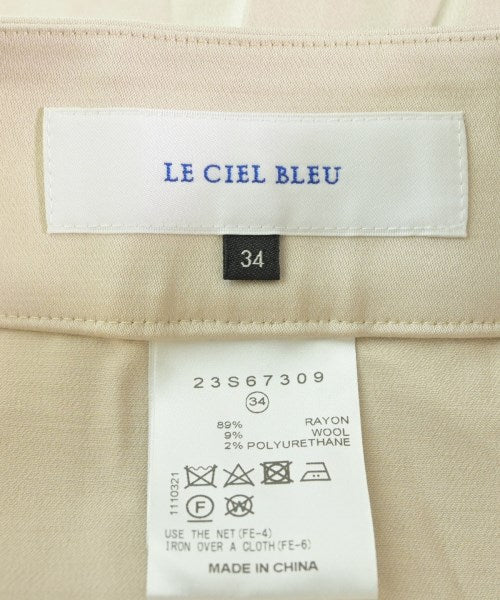 LE CIEL BLEU
34
23S67309
34
89% RAYON
9% WOOL
2% POLYURETHANE
1110321
F W
USE THE NET(FE-4)
IRON OVER A CLOTH(FE-6)
MADE IN CHINA